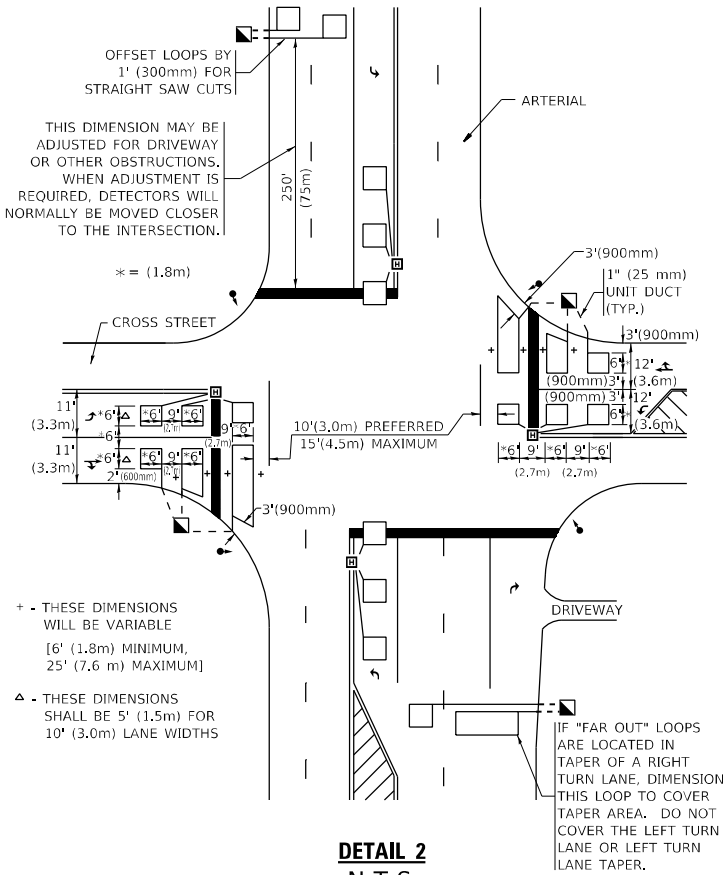 OFFSET LOOPS BY
1' (300mm) FOR
STRAIGHT SAW CUTS
ARTERIAL
THIS DIMENSION MAY BE
ADJUSTED FOR DRIVEWAY
OR OTHER OBSTRUCTIONS.
WHEN ADJUSTMENT IS
REQUIRED, DETECTORS WILL
NORMALLY BE MOVED CLOSER
TO THE INTERSECTION.
250'
(75m)
* = (1.8m)
H
3'(900mm)
1" (25 mm)
UNIT DUCT
(TYP.)
CROSS STREET
+ + + +
3'(900mm)
*6' 12'
(900mm) 3' (3.6m)
(900mm) 3' 12'
*6' (3.6m)
H
*6' 9' *6' 9' *6'
(2.7m) (2.7m)
H
11'
(3.3m)
*6' △ *6' 9' *6'
(2.7m)
*6'
9' *6'
(2.7m)
11'
(3.3m)
*6' △ *6' 9' *6'
(2.7m)
2' (600mm)
+ + + +
10'(3.0m) PREFERRED
15'(4.5m) MAXIMUM
3'(900mm)
H
DRIVEWAY
+ - THESE DIMENSIONS
WILL BE VARIABLE
[6' (1.8m) MINIMUM,
25' (7.6 m) MAXIMUM]
△ - THESE DIMENSIONS
SHALL BE 5' (1.5m) FOR
10' (3.0m) LANE WIDTHS
IF "FAR OUT" LOOPS
ARE LOCATED IN
TAPER OF A RIGHT
TURN LANE, DIMENSION
THIS LOOP TO COVER
TAPER AREA. DO NOT
COVER THE LEFT TURN
LANE OR LEFT TURN
LANE TAPER.
DETAIL 2